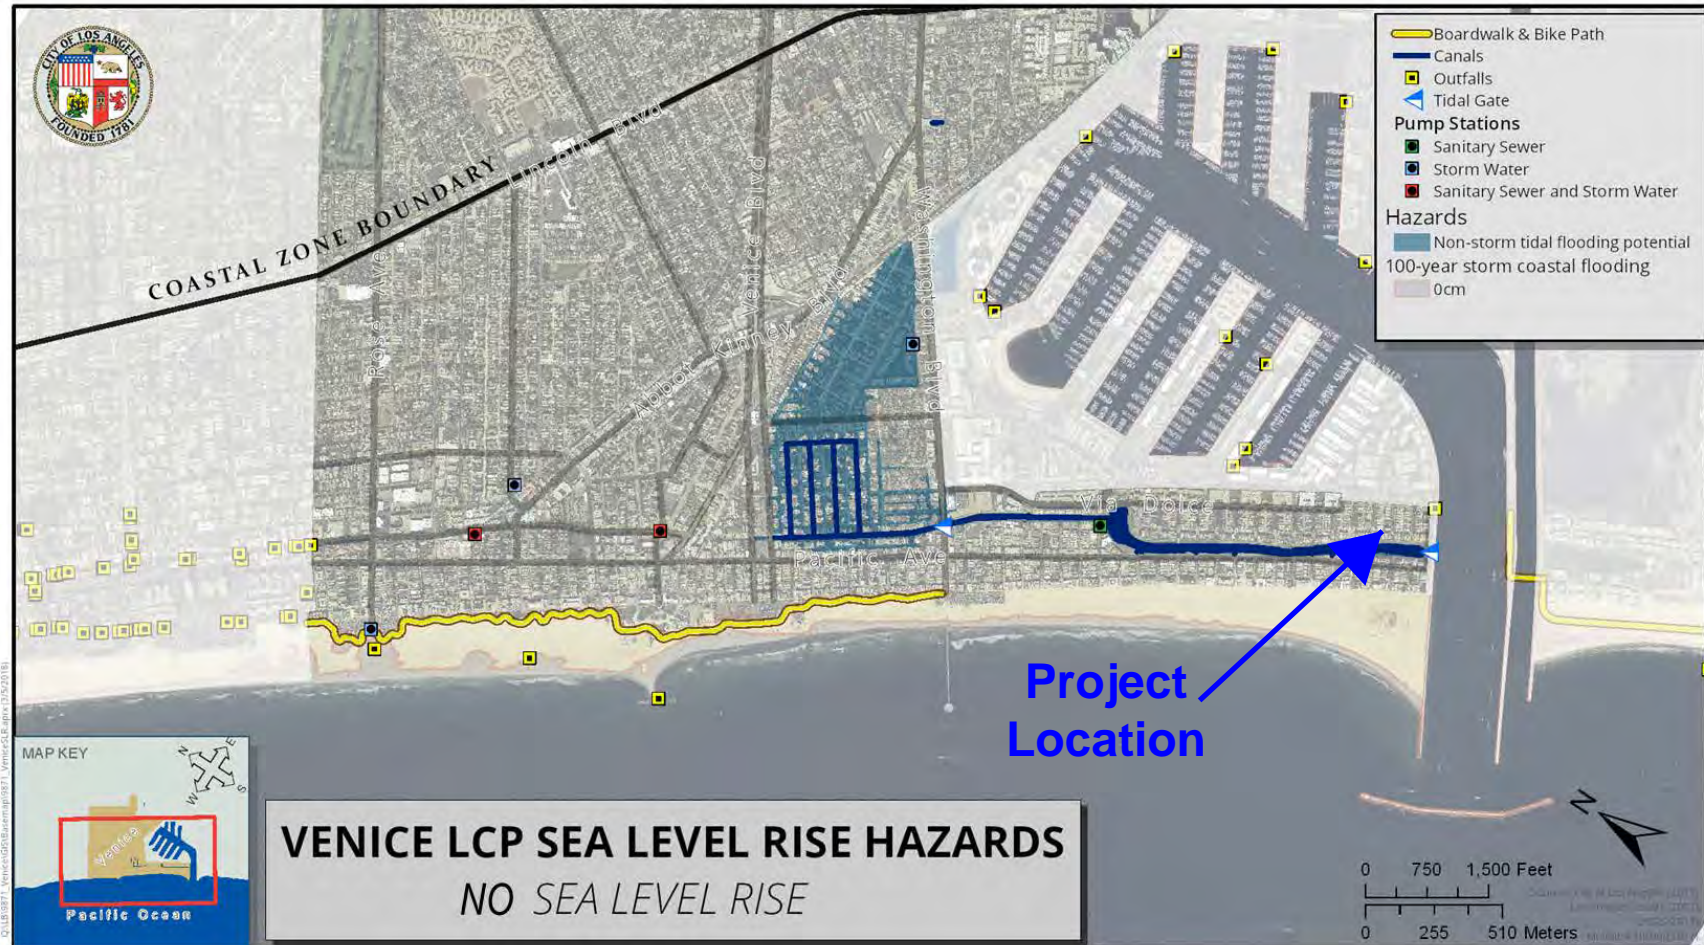 CITY OF LOS ANGELES
FOUNDED 1781
COASTAL ZONE BOUNDARY
Lincoln Blvd
Rose Ave
Venice Blvd
Abbot Kinney Blvd
Washington Blvd
Via Dolce
Pacific Ave
Boardwalk & Bike Path
Canals
Outfalls
Tidal Gate
Pump Stations
Sanitary Sewer
Storm Water
Sanitary Sewer and Storm Water
Hazards
Non-storm tidal flooding potential
100-year storm coastal flooding
0cm
Project
Location
MAP KEY
N
E
W
S
Venice
Pacific Ocean
VENICE LCP SEA LEVEL RISE HAZARDS
NO SEA LEVEL RISE
N
0 750 1,500 Feet
0 255 510 Meters